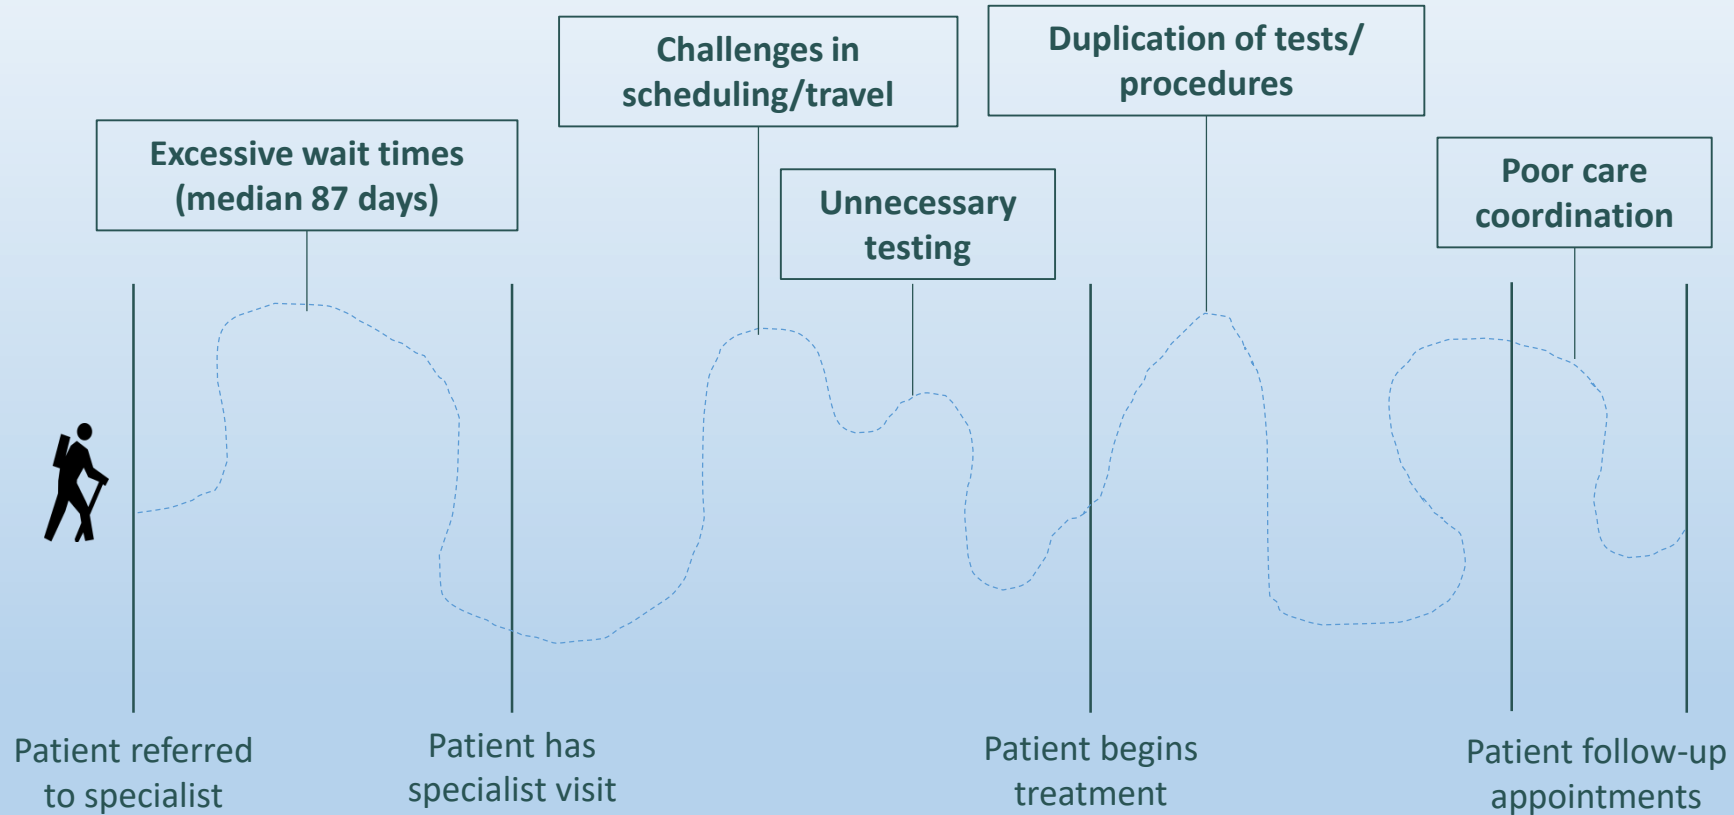 Excessive wait times
(median 87 days)
Challenges in
scheduling/travel
Unnecessary
testing
Duplication of tests/
procedures
Poor care
coordination
Patient referred
to specialist
Patient has
specialist visit
Patient begins
treatment
Patient follow-up
appointments